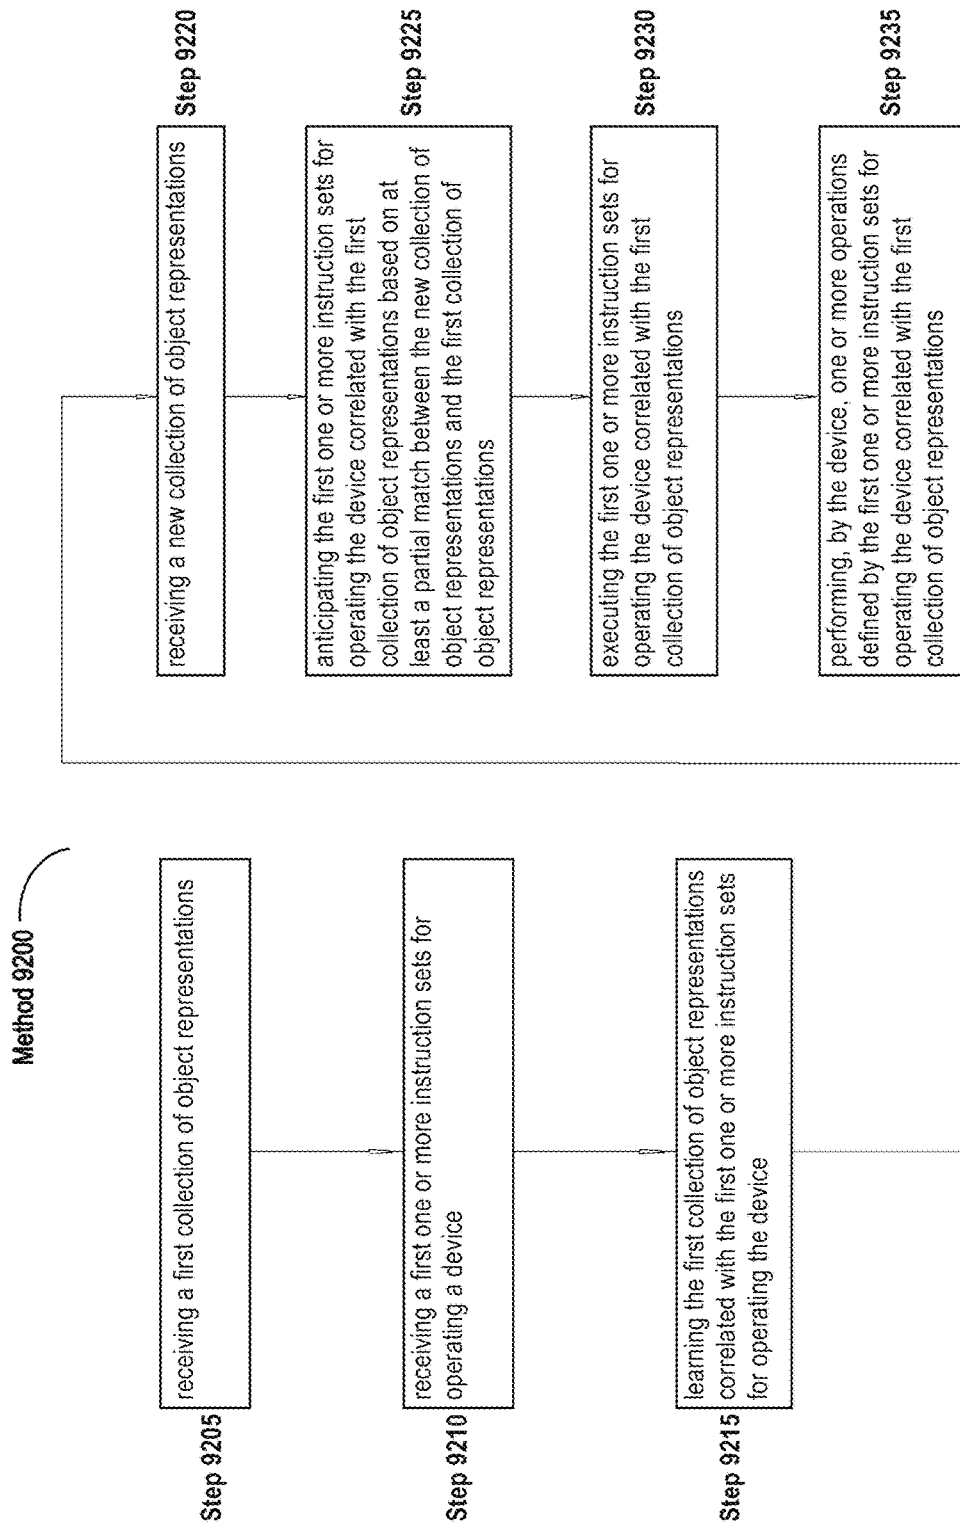 Method 9200
Step 9205
receiving a first collection of object representations
Step 9210
receiving a first one or more instruction sets for
operating a device
Step 9215
learning the first collection of object representations
correlated with the first one or more instruction sets
for operating the device
receiving a new collection of object representations
Step 9220
anticipating the first one or more instruction sets for
operating the device correlated with the first
collection of object representations based on at
least a partial match between the new collection of
object representations and the first collection of
object representations
Step 9225
executing the first one or more instruction sets for
operating the device correlated with the first
collection of object representations
Step 9230
performing, by the device, one or more operations
defined by the first one or more instruction sets for
operating the device correlated with the first
collection of object representations
Step 9235